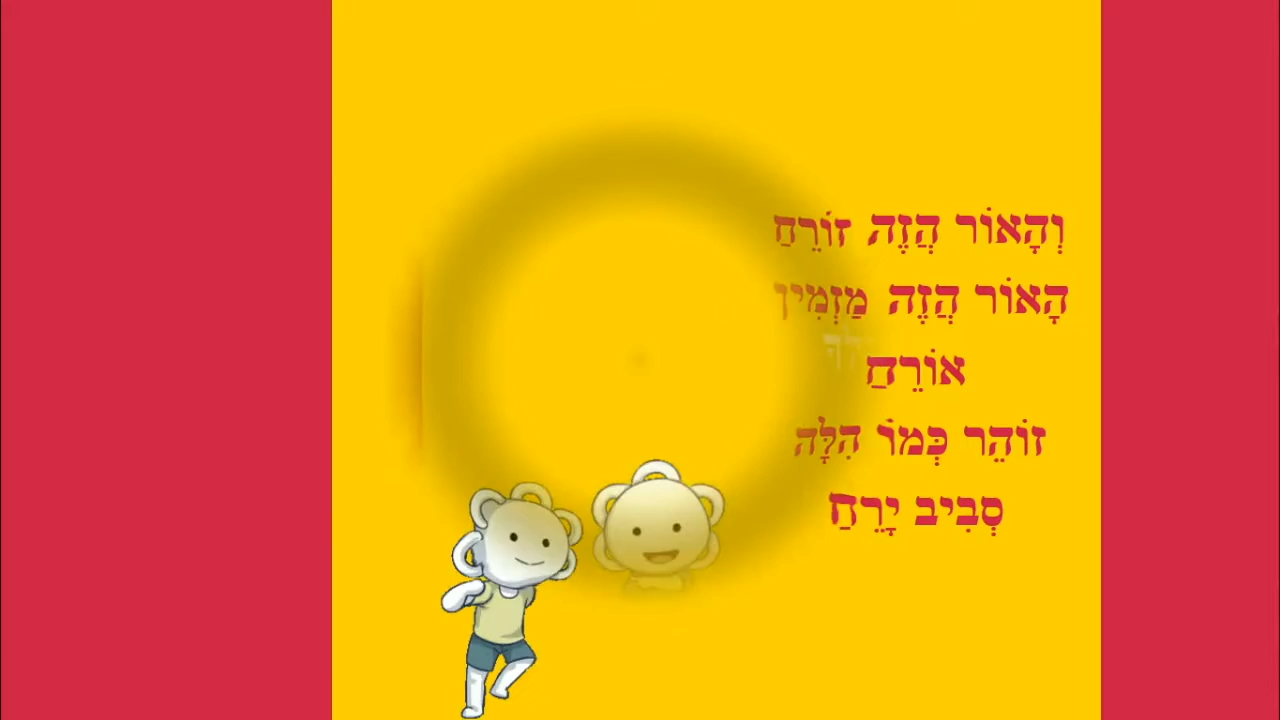 וְהָאוֹר הֲזֶה זוֹרֵחַ
הָאוֹר הֲזֶה מַזְמִין
אוֹרֵחַ
זוֹהֵר כְּמוֹ הִלָּה
סְבִיב יָרֵחַ